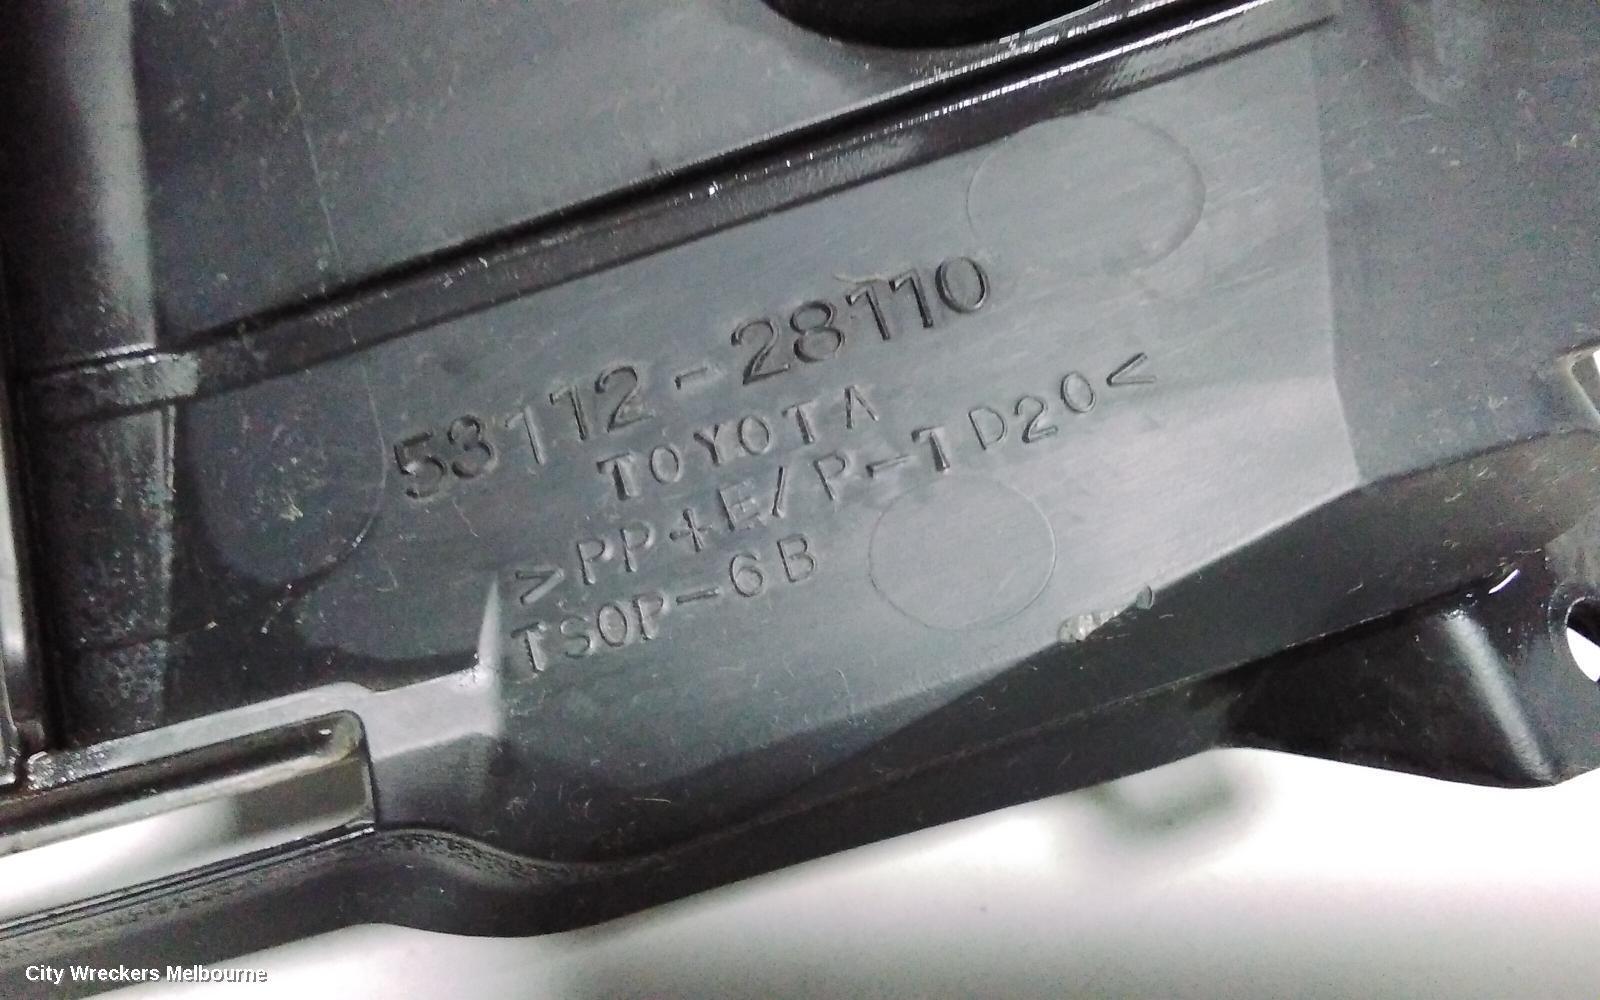 53112-28110
TOYOTA
>PP+E/P-TD20<
TSOP-6B
City Wreckers Melbourne